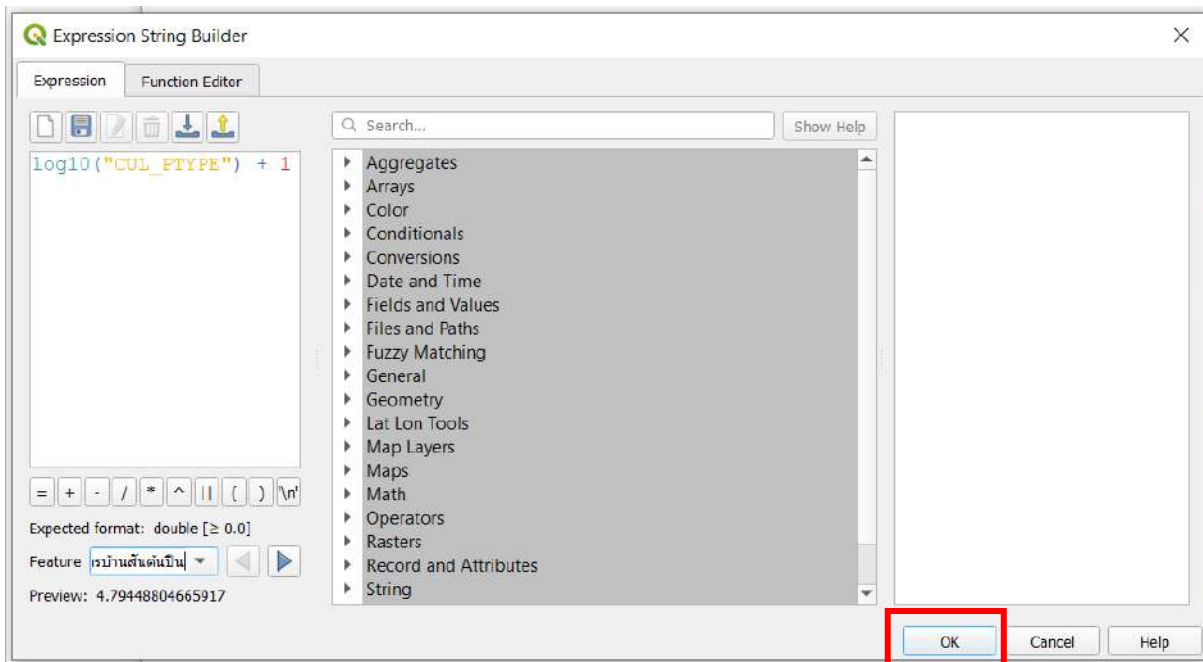 Expression String Builder
Expression
Function Editor
log10("CUL_PTYPE") + 1
= + - / * ^ || ( ) '\n'
Expected format: double [≥ 0.0]
Feature
Preview: 4.79448804665917
Search...
Show Help
Aggregates
Arrays
Color
Conditionals
Conversions
Date and Time
Fields and Values
Files and Paths
Fuzzy Matching
General
Geometry
Lat Lon Tools
Map Layers
Maps
Math
Operators
Rasters
Record and Attributes
String
OK
Cancel
Help